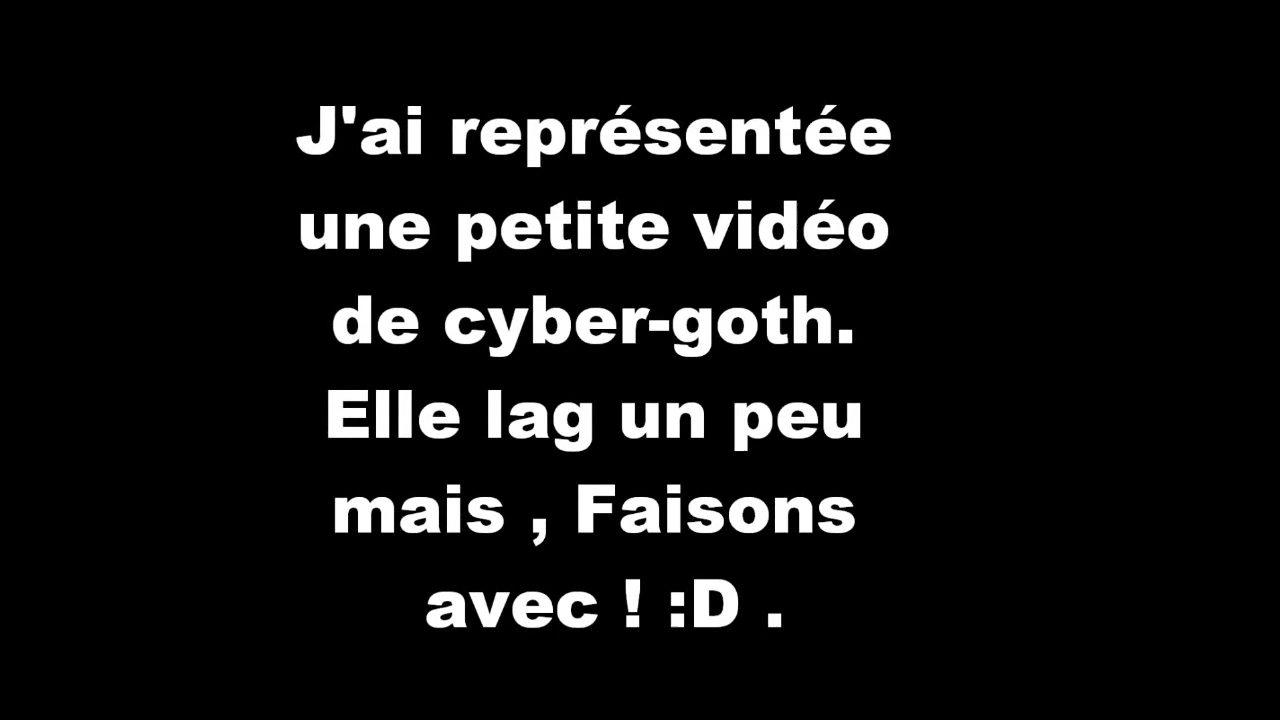 J'ai représentée
une petite vidéo
de cyber-goth.
Elle lag un peu
mais , Faisons
avec ! :D .